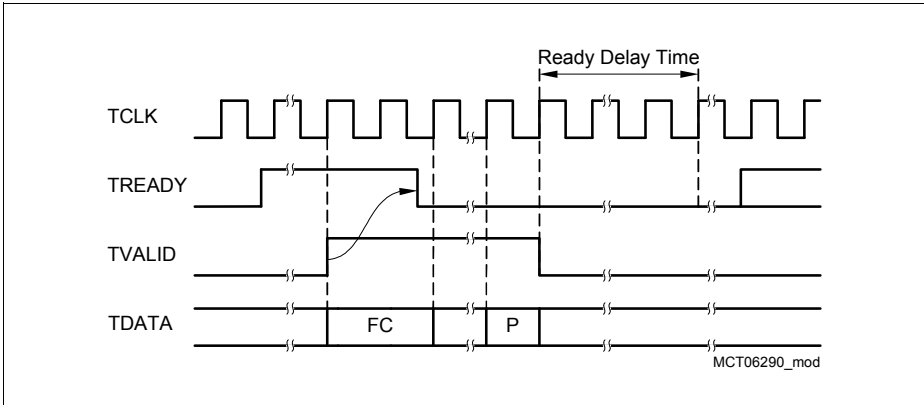 Ready Delay Time
TCLK
TREADY
TVALID
TDATA
FC
P
MCT06290_mod